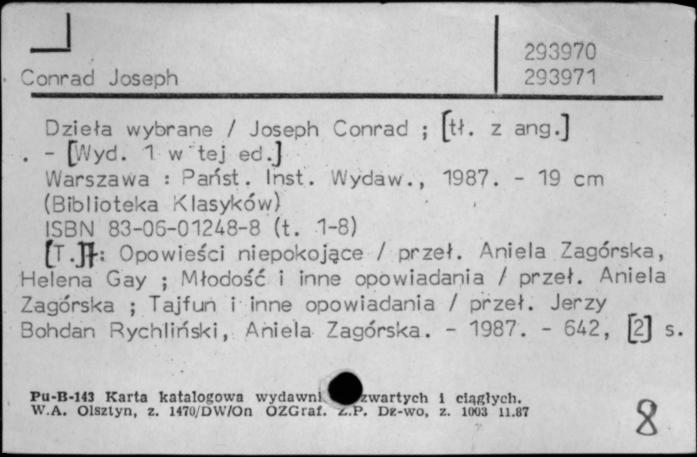 293970
Conrad Joseph 293971
Dzieła wybrane / Joseph Conrad ; [tł. z ang.]
. - [Wyd. 1 w tej ed.]
Warszawa : Państ. Inst. Wydaw., 1987. - 19 cm
(Biblioteka Klasyków)
ISBN 83-06-01248-8 (t. 1-8)
[T.]1: Opowieści niepokojące / przeł. Aniela Zagórska,
Helena Gay ; Młodość i inne opowiadania / przeł. Aniela
Zagórska ; Tajfun i inne opowiadania / przeł. Jerzy
Bohdan Rychliński, Aniela Zagórska. - 1987. - 642, [2] s.
Pu-B-143 Karta katalogowa wydawni zwartych i ciągłych.
W.A. Olsztyn, z. 1470/DW/On OZGraf. Z.P. Dz-wo, z. 1003 11.87
8